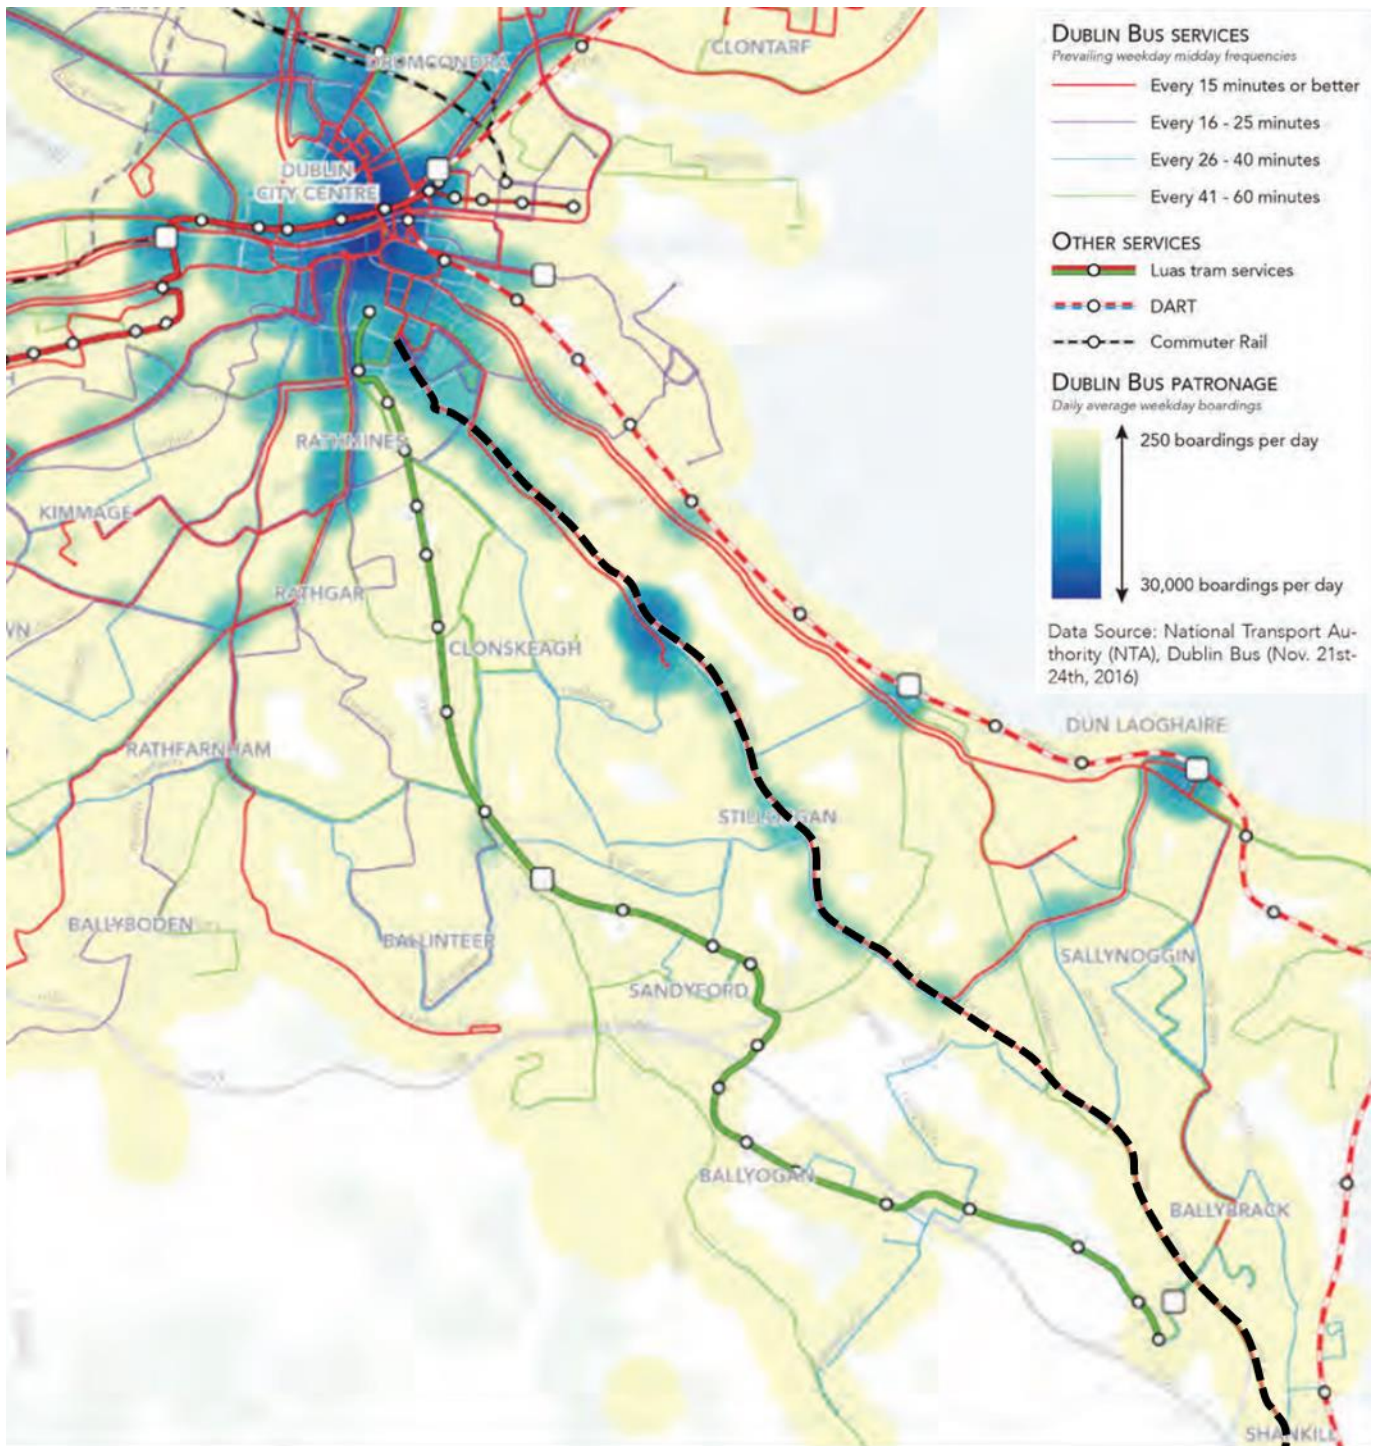 CLONTARF
DRUMCONDRA
DUBLIN
CITY CENTRE
RATHMINES
KIMMAGE
RATHGAR
WN
CLONSKEAGH
RATHFARNHAM
STILLORGAN
DUN LAOGHAIRE
BALLYBODEN
BALLINTEER
SALLYNOGGIN
SANDYFORD
BALLYOGAN
BALLYBRACK
SHANKILL
DUBLIN BUS SERVICES
Prevailing weekday midday frequencies
Every 15 minutes or better
Every 16 - 25 minutes
Every 26 - 40 minutes
Every 41 - 60 minutes
OTHER SERVICES
Luas tram services
DART
Commuter Rail
DUBLIN BUS PATRONAGE
Daily average weekday boardings
250 boardings per day
30,000 boardings per day
Data Source: National Transport Au-
thority (NTA), Dublin Bus (Nov. 21st-
24th, 2016)